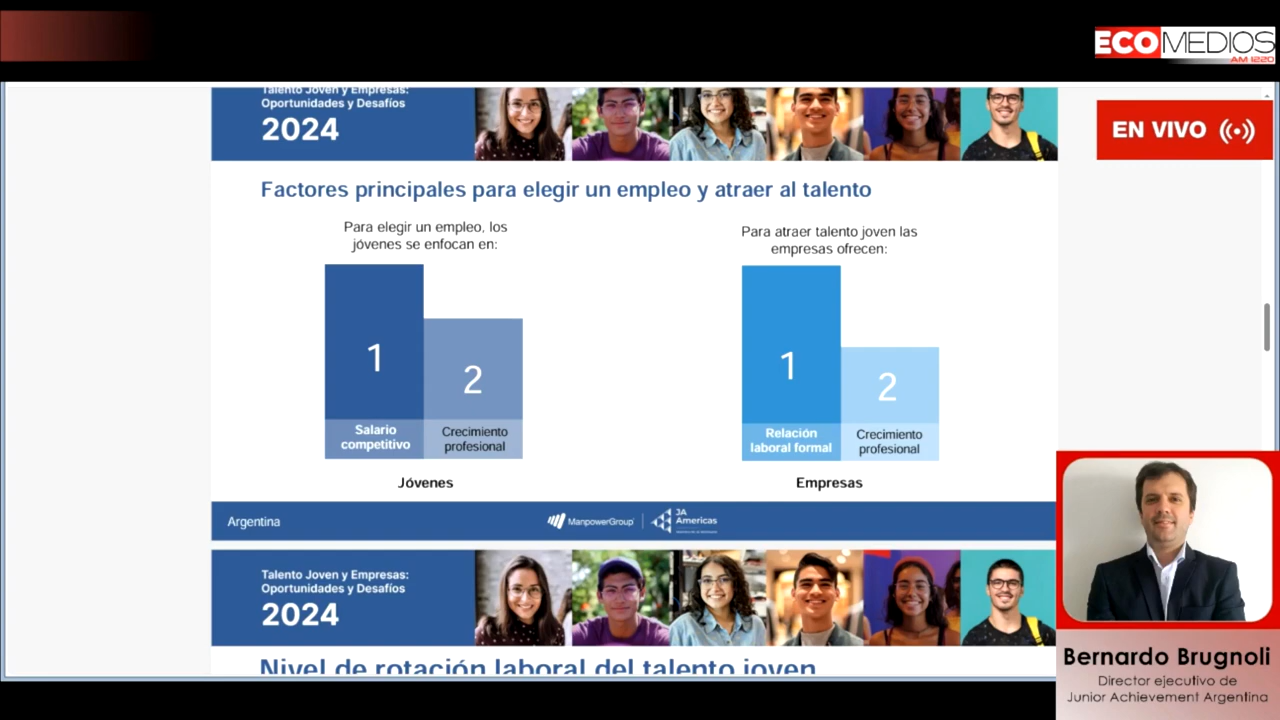 ECOMEDIOS
AM 1220
EN VIVO
Talento Joven y Empresas:
Oportunidades y Desafíos
2024
Factores principales para elegir un empleo y atraer al talento
Para elegir un empleo, los
jóvenes se enfocan en:
1
2
Salario
competitivo
Crecimiento
profesional
Jóvenes
Para atraer talento joven las
empresas ofrecen:
1
2
Relación
laboral formal
Crecimiento
profesional
Empresas
Argentina
ManpowerGroup
JA
Americas
Talento Joven y Empresas:
Oportunidades y Desafíos
2024
Nivel de rotación laboral del talento joven
Bernardo Brugnoli
Director ejecutivo de
Junior Achievement Argentina